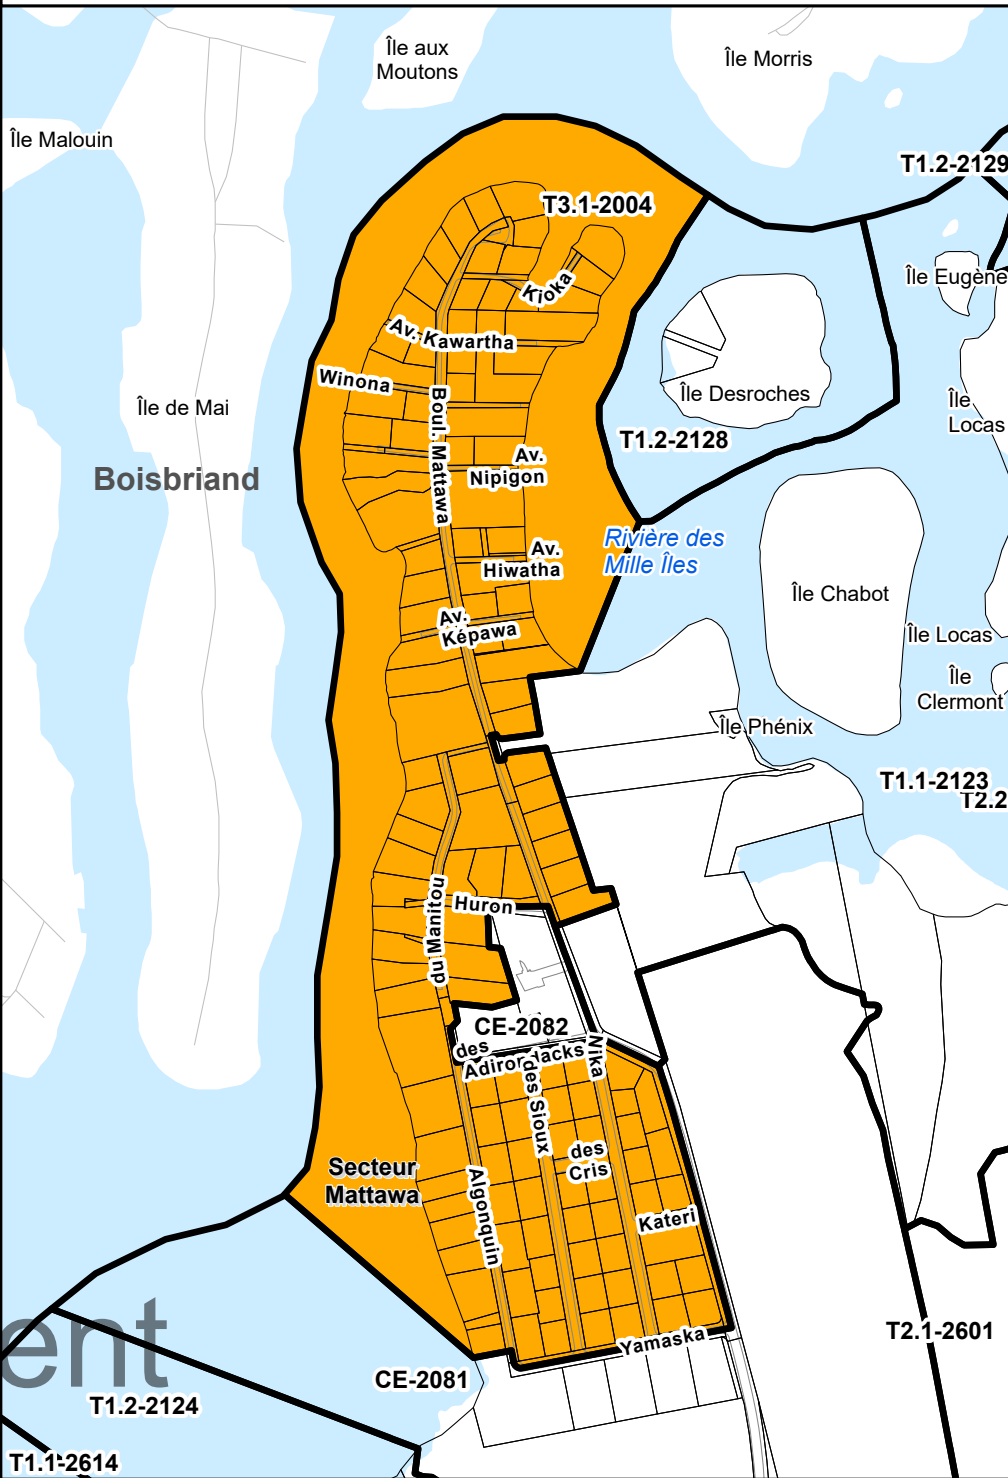 Île aux
Moutons
Île Morris
Île Malouin
T1.2-2129
T3.1-2004
Île Eugène
Kioka
Av. Kawartha
Winona
Île Desroches
Île de Mai
Île
Locas
Boul. Mattawa
T1.2-2128
Av.
Nipigon
Boisbriand
Rivière des
Mille Îles
Av.
Hiwatha
Île Chabot
Av.
Képawa
Île Locas
Île
Clermont
Île Phénix
T1.1-2123
T2.2
Huron
du Manitou
CE-2082
des
Adirondacks
Nika
des Sioux
des
Cris
Secteur
Mattawa
Algonquin
Kateri
ent
Yamaska
T2.1-2601
CE-2081
T1.2-2124
T1.1-2614